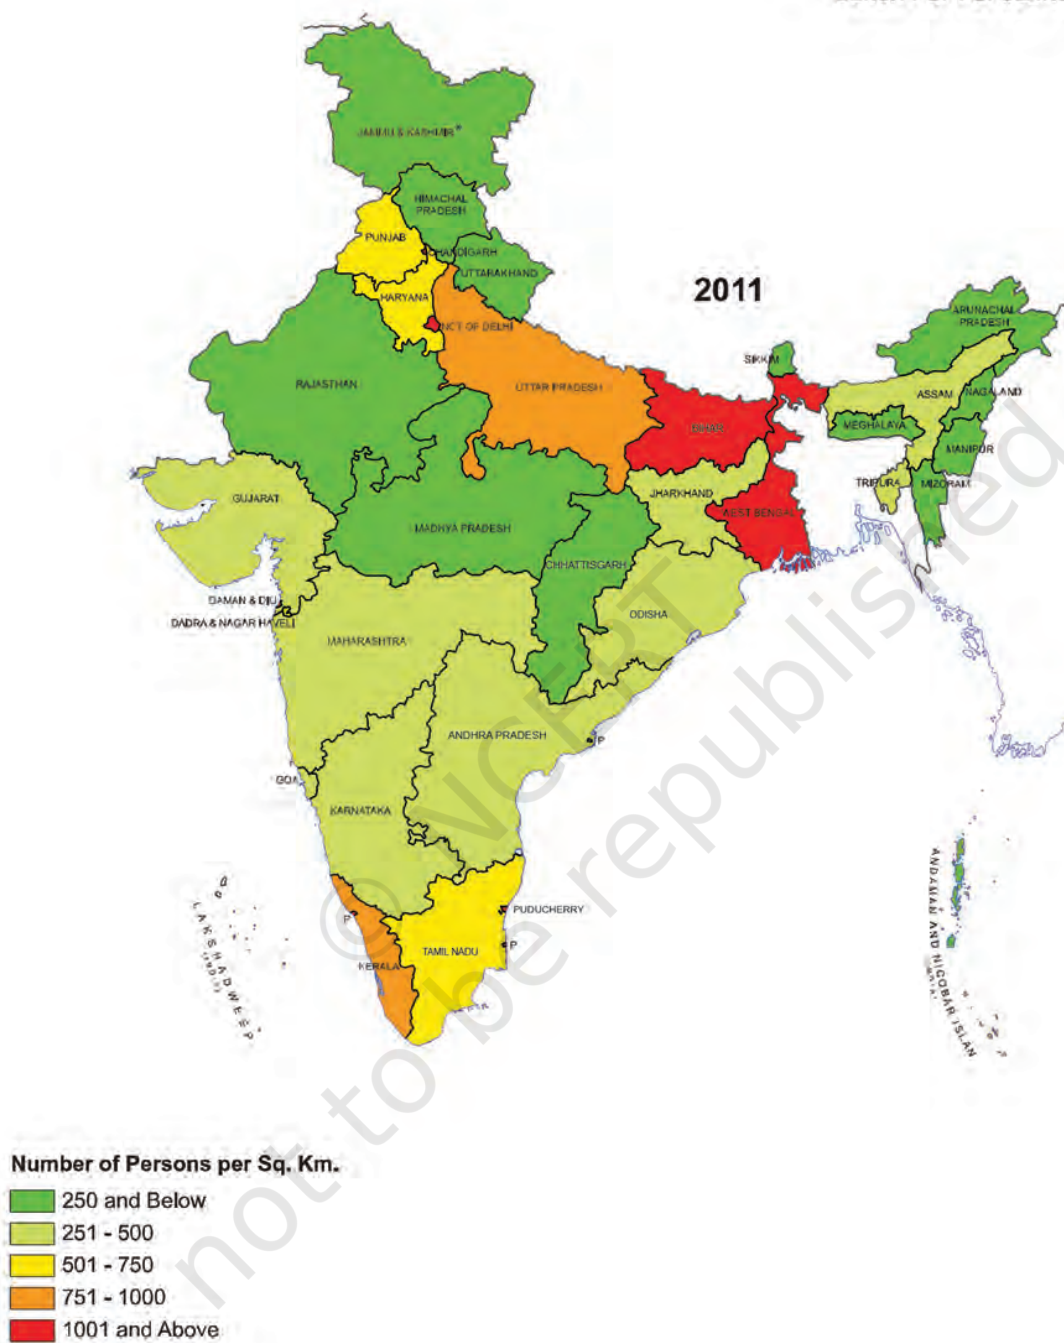 JAMMU & KASHMIR*
HIMACHAL
PRADESH
PUNJAB
CHANDIGARH
UTTARAKHAND
HARYANA
2011
NCT OF DELHI
ARUNACHAL
PRADESH
SIKKIM
RAJASTHAN
UTTAR PRADESH
ASSAM
NAGALAND
BIHAR
MEGHALAYA
MANIPUR
TRIPURA
MIZORAM
GUJARAT
JHARKHAND
WEST BENGAL
MADHYA PRADESH
CHHATTISGARH
DAMAN & DIU
DADRA & NAGAR HAVELI
ODISHA
MAHARASHTRA
ANDHRA PRADESH
P
GOA
KARNATAKA
LAKSHADWEEP
ANDAMAN AND NICOBAR ISLAN
P
PUDUCHERRY
P
TAMIL NADU
KERALA
© NCERT
not to be republished
Number of Persons per Sq. Km.
250 and Below
251 - 500
501 - 750
751 - 1000
1001 and Above